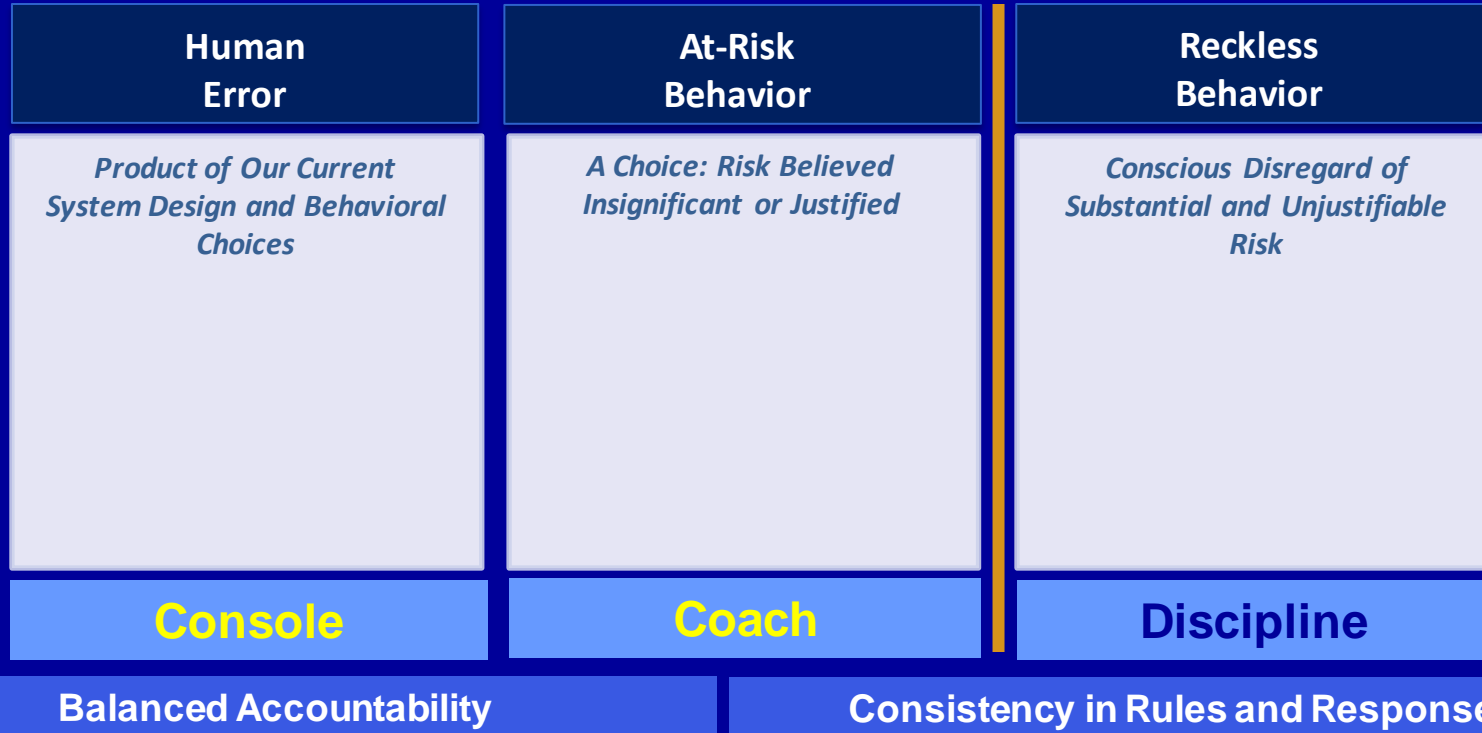 Human
Error
At-Risk
Behavior
Reckless
Behavior
Product of Our Current
System Design and Behavioral
Choices
A Choice: Risk Believed
Insignificant or Justified
Conscious Disregard of
Substantial and Unjustifiable
Risk
Console
Coach
Discipline
Balanced Accountability
Consistency in Rules and Response